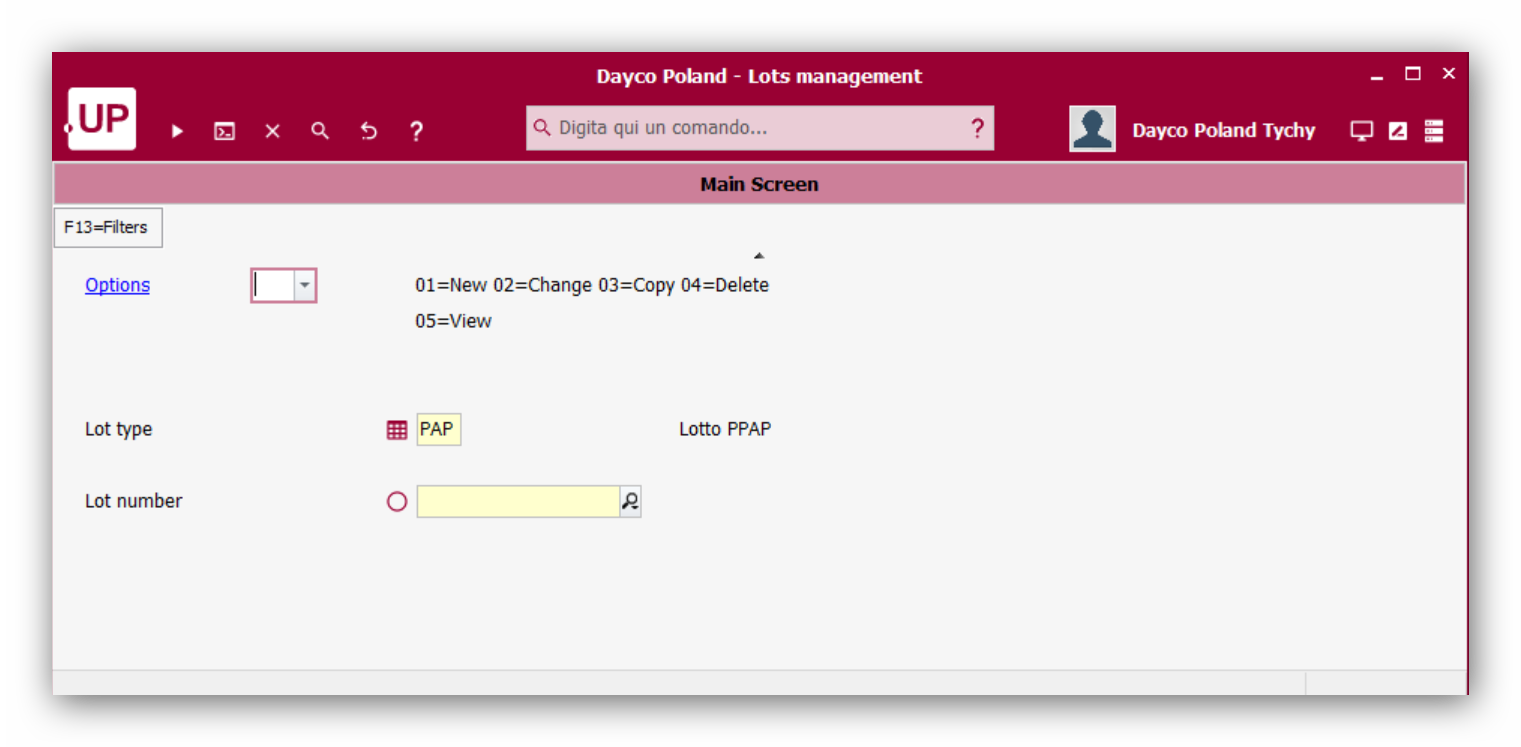 Dayco Poland - Lots management
.UP
? Digita qui un comando... ? Dayco Poland Tychy
Main Screen
F13=Filters
Options 01=New 02=Change 03=Copy 04=Delete
05=View
Lot type PAP Lotto PPAP
Lot number